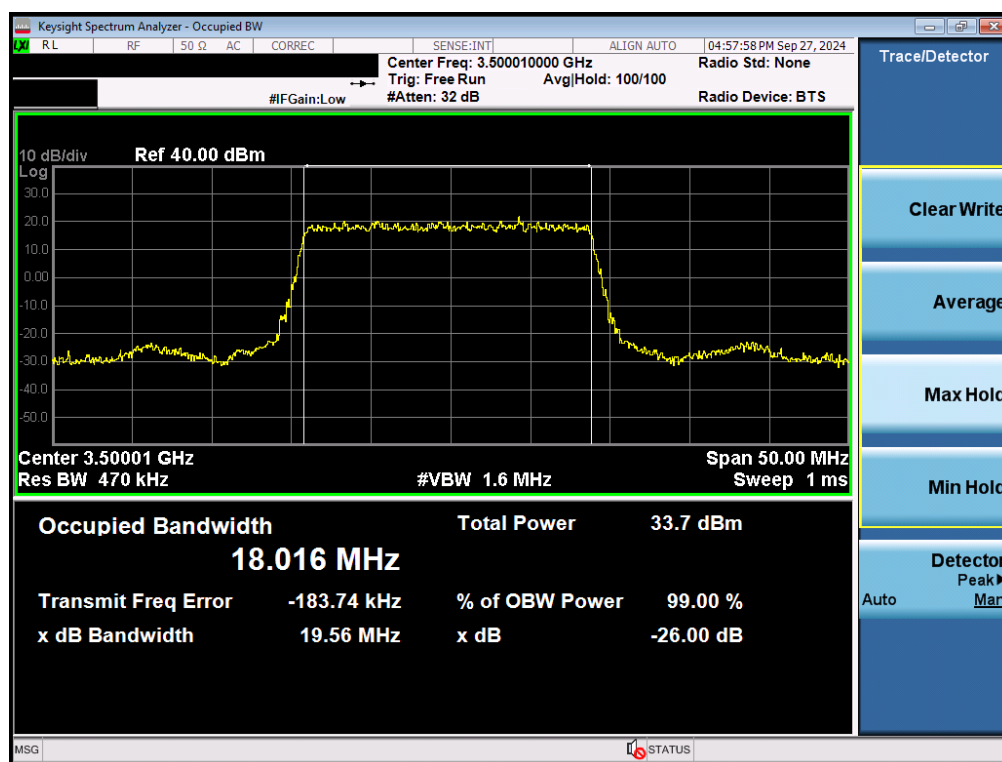 Keysight Spectrum Analyzer - Occupied BW
LXI RL RF 50 Ω AC CORREC SENSE:INT ALIGN AUTO 04:57:58 PM Sep 27, 2024
Center Freq: 3.500010000 GHz Radio Std: None
Trig: Free Run Avg|Hold: 100/100
#IFGain:Low #Atten: 32 dB Radio Device: BTS
10 dB/div Ref 40.00 dBm
Log
30.0
20.0
10.0
0.00
-10.0
-20.0
-30.0
-40.0
-50.0
Center 3.50001 GHz Span 50.00 MHz
Res BW 470 kHz #VBW 1.6 MHz Sweep 1 ms
Occupied Bandwidth Total Power 33.7 dBm
18.016 MHz
Transmit Freq Error -183.74 kHz % of OBW Power 99.00 %
x dB Bandwidth 19.56 MHz x dB -26.00 dB
MSG STATUS
Trace/Detector
Clear Write
Average
Max Hold
Min Hold
Detector
Peak
Auto Man